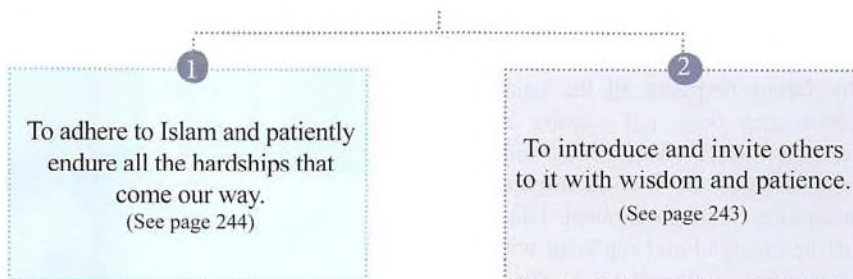 1
To adhere to Islam and patiently
endure all the hardships that
come our way.
(See page 244)
2
To introduce and invite others
to it with wisdom and patience.
(See page 243)